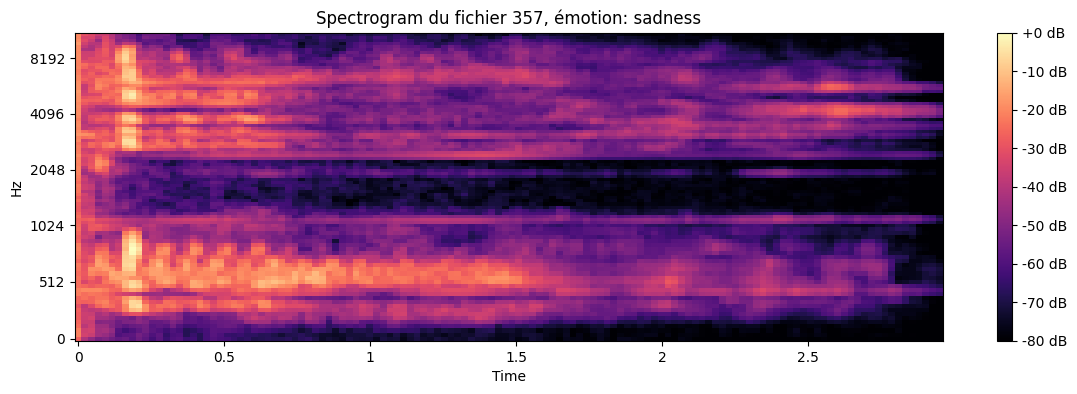 Spectrogram du fichier 357, émotion: sadness
8192
4096
2048
1024
512
0
Hz
0 0.5 1 1.5 2 2.5
Time
+0 dB
-10 dB
-20 dB
-30 dB
-40 dB
-50 dB
-60 dB
-70 dB
-80 dB